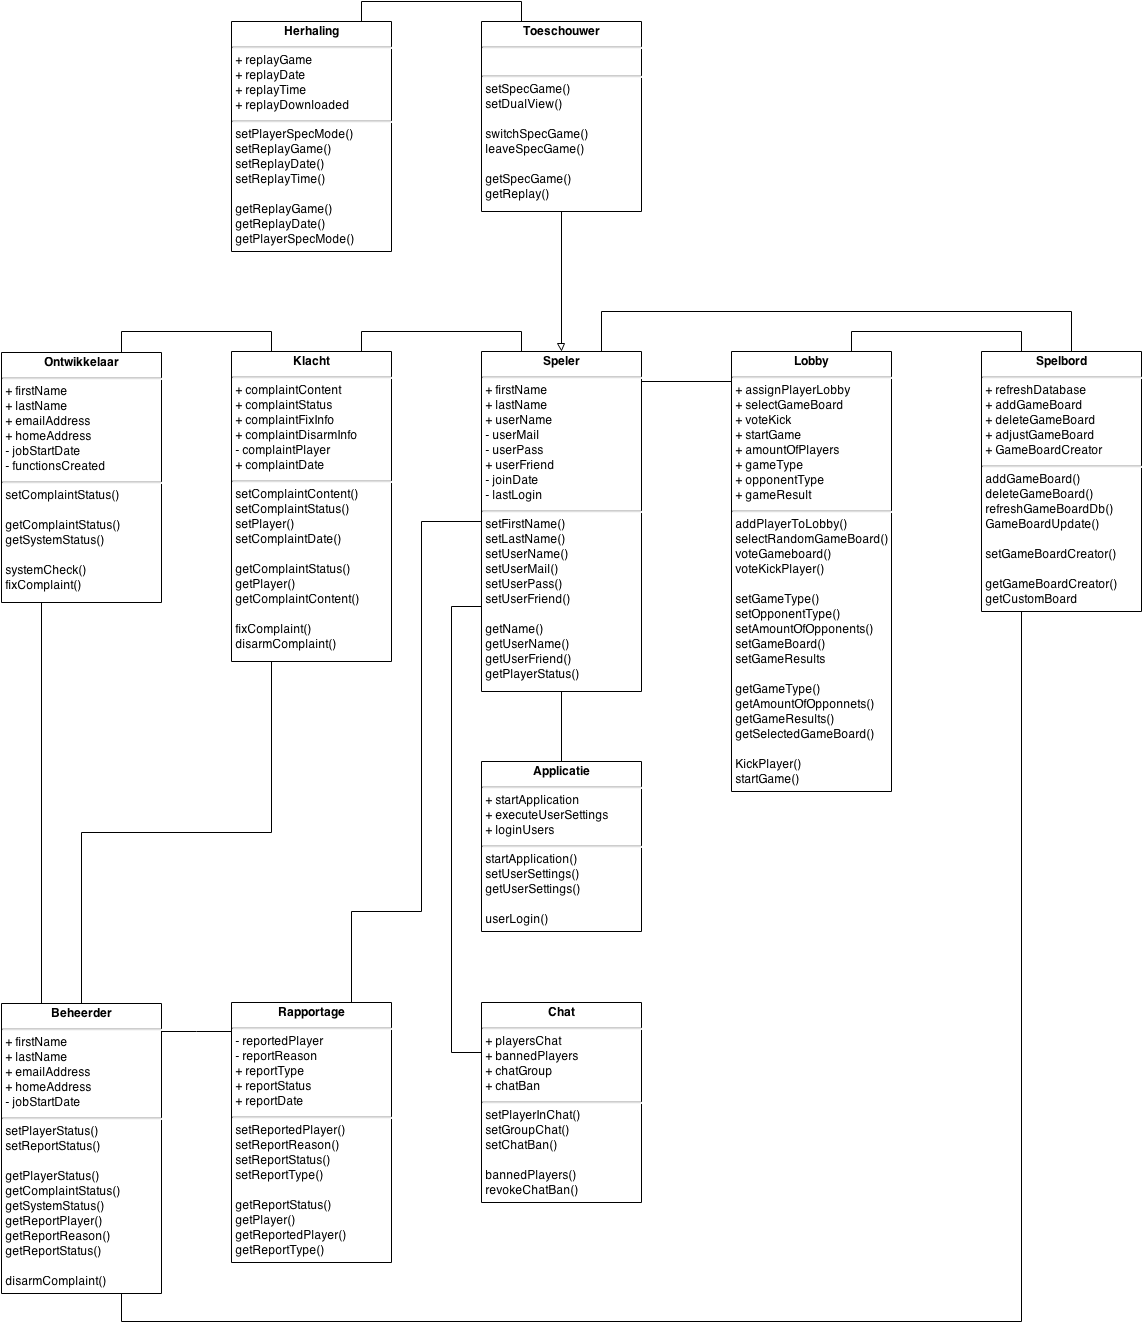 Herhaling
+ replayGame
+ replayDate
+ replayTime
+ replayDownloaded
setPlayerSpecMode()
setReplayGame()
setReplayDate()
setReplayTime()
getReplayGame()
getReplayDate()
getPlayerSpecMode()
Toeschouwer
setSpecGame()
setDualView()
switchSpecGame()
leaveSpecGame()
getSpecGame()
getReplay()
Ontwikkelaar
+ firstName
+ lastName
+ emailAddress
+ homeAddress
- jobStartDate
- functionsCreated
setComplaintStatus()
getComplaintStatus()
getSystemStatus()
systemCheck()
fixComplaint()
Klacht
+ complaintContent
+ complaintStatus
+ complaintFixInfo
+ complaintDisarmInfo
- complaintPlayer
+ complaintDate
setComplaintContent()
setComplaintStatus()
setPlayer()
setComplaintDate()
getComplaintStatus()
getPlayer()
getComplaintContent()
fixComplaint()
disarmComplaint()
Speler
+ firstName
+ lastName
+ userName
- userMail
- userPass
+ userFriend
- joinDate
- lastLogin
setFirstName()
setLastName()
setUserName()
setUserMail()
setUserPass()
setUserFriend()
getName()
getUserName()
getUserFriend()
getPlayerStatus()
Lobby
+ assignPlayerLobby
+ selectGameBoard
+ voteKick
+ startGame
+ amountOfPlayers
+ gameType
+ opponentType
+ gameResult
addPlayerToLobby()
selectRandomGameBoard()
voteGameboard()
voteKickPlayer()
setGameType()
setOpponentType()
setAmountOfOpponents()
setGameBoard()
setGameResults
getGameType()
getAmountOfOpponnets()
getGameResults()
getSelectedGameBoard()
KickPlayer()
startGame()
Spelbord
+ refreshDatabase
+ addGameBoard
+ deleteGameBoard
+ adjustGameBoard
+ GameBoardCreator
addGameBoard()
deleteGameBoard()
refreshGameBoardDb()
GameBoardUpdate()
setGameBoardCreator()
getGameBoardCreator()
getCustomBoard
Applicatie
+ startApplication
+ executeUserSettings
+ loginUsers
startApplication()
setUserSettings()
getUserSettings()
userLogin()
Beheerder
+ firstName
+ lastName
+ emailAddress
+ homeAddress
- jobStartDate
setPlayerStatus()
setReportStatus()
getPlayerStatus()
getComplaintStatus()
getSystemStatus()
getReportPlayer()
getReportReason()
getReportStatus()
disarmComplaint()
Rapportage
- reportedPlayer
- reportReason
+ reportType
+ reportStatus
+ reportDate
setReportedPlayer()
setReportReason()
setReportStatus()
setReportType()
getReportStatus()
getPlayer()
getReportedPlayer()
getReportType()
Chat
+ playersChat
+ bannedPlayers
+ chatGroup
+ chatBan
setPlayerInChat()
setGroupChat()
setChatBan()
bannedPlayers()
revokeChatBan()